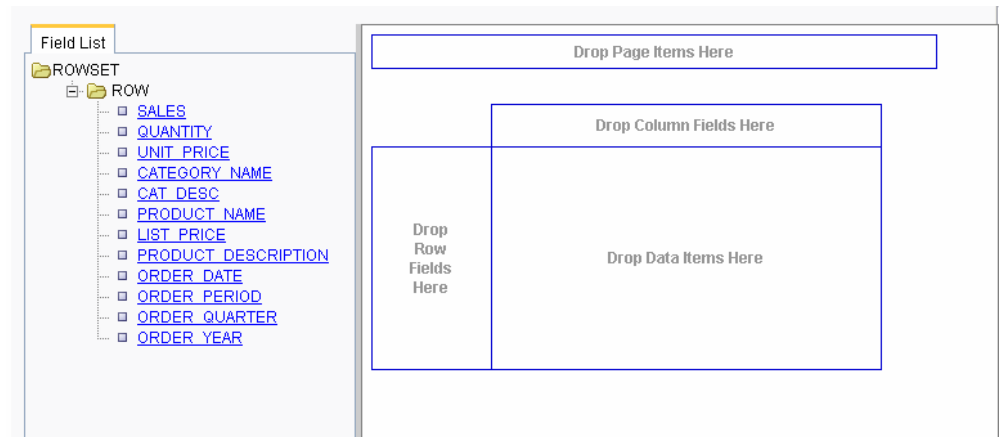 Field List
ROWSET
ROW
SALES
QUANTITY
UNIT_PRICE
CATEGORY_NAME
CAT_DESC
PRODUCT_NAME
LIST_PRICE
PRODUCT_DESCRIPTION
ORDER_DATE
ORDER_PERIOD
ORDER_QUARTER
ORDER_YEAR
Drop Page Items Here
Drop Column Fields Here
Drop
Row
Fields
Here
Drop Data Items Here